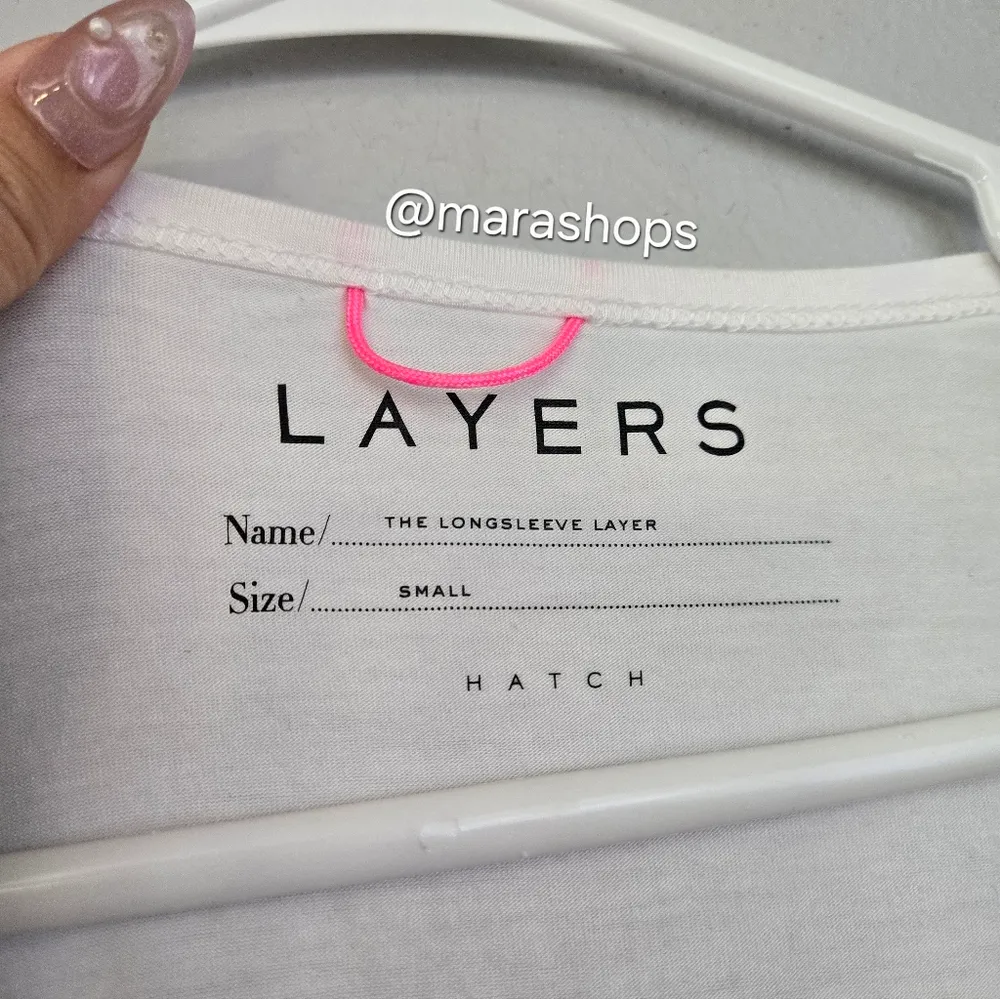 @marashops
LAYERS
Name/ THE LONGSLEEVE LAYER
Size/ SMALL
HATCH